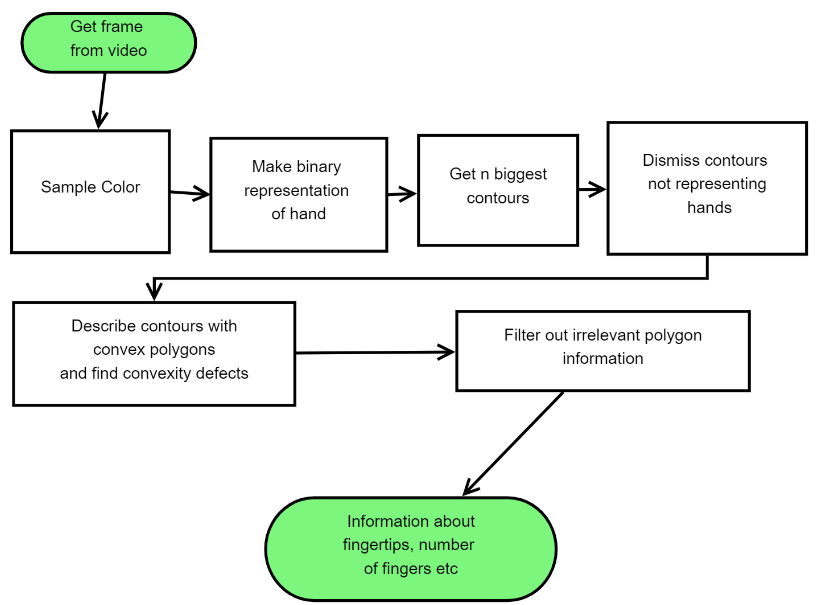 Get frame
from video
Sample Color
Make binary
representation
of hand
Get n biggest
contours
Dismiss contours
not representing
hands
Describe contours with
convex polygons
and find convexity defects
Filter out irrelevant polygon
information
Information about
fingertips, number
of fingers etc